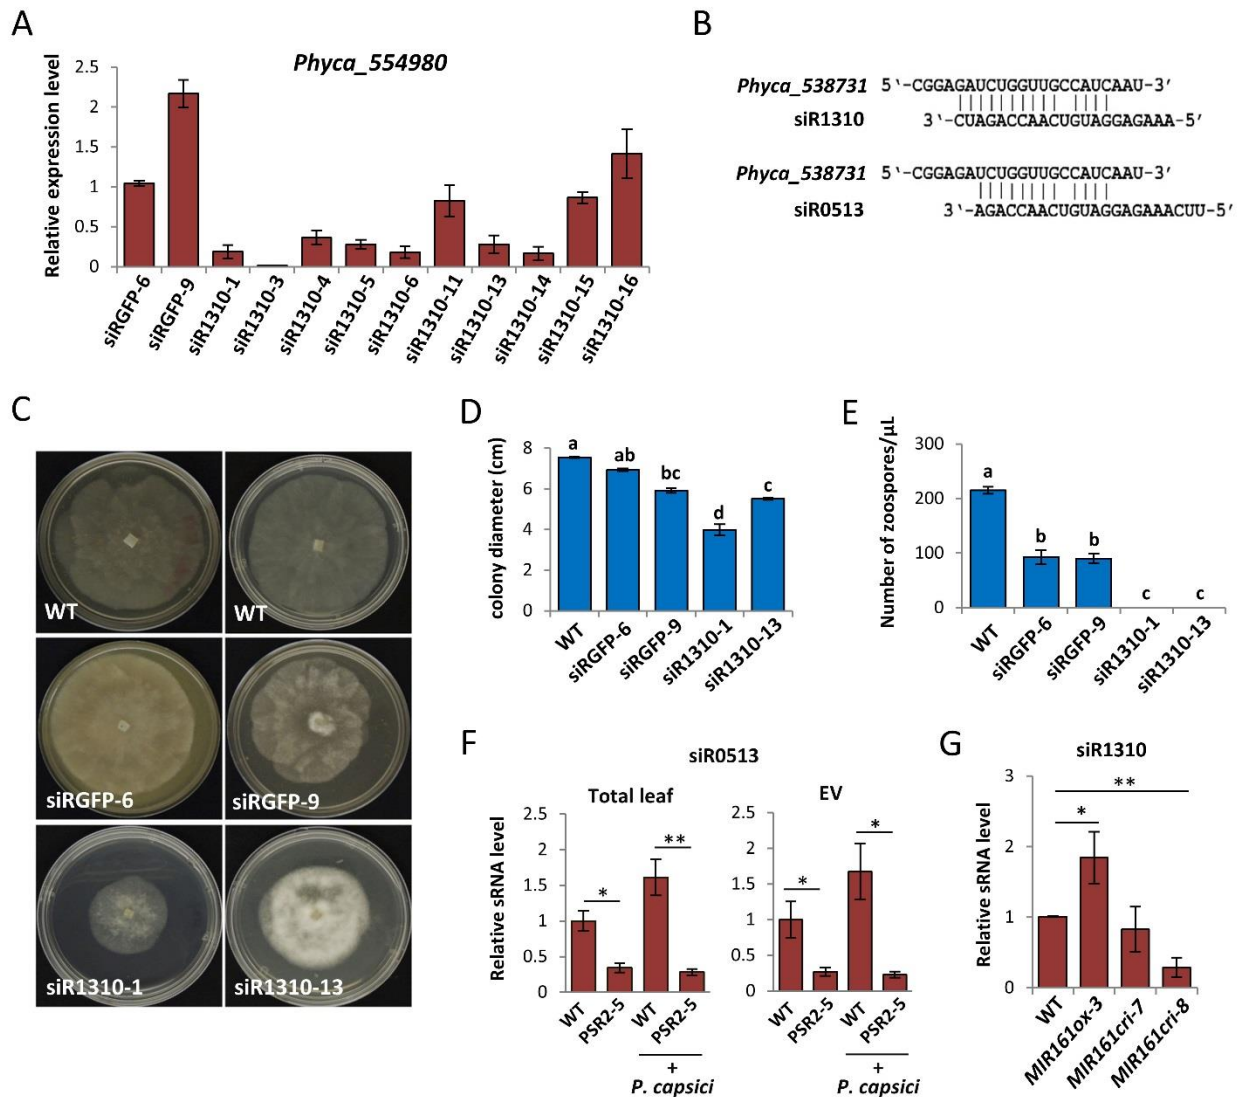 A
Phyca_554980
Relative expression level
2.5
2
1.5
1
0.5
0
siRGFP-6
siRGFP-9
siR1310-1
siR1310-3
siR1310-4
siR1310-5
siR1310-6
siR1310-11
siR1310-13
siR1310-14
siR1310-15
siR1310-16
B
Phyca_538731 5‘-CGGAGAUCUGGUUGCCAUCAAU-3’
siR1310 3‘-CUAGACCAACUGUAGGAGAAA-5’
Phyca_538731 5‘-CGGAGAUCUGGUUGCCAUCAAU-3’
siR0513 3‘-AGACCAACUGUAGGAGAAACUU-5’
C
WT
WT
siRGFP-6
siRGFP-9
siR1310-1
siR1310-13
D
colony diameter (cm)
8
6
4
2
0
a
ab
bc
d
c
WT
siRGFP-6
siRGFP-9
siR1310-1
siR1310-13
E
Number of zoospores/µL
300
200
100
0
a
b
b
c
c
WT
siRGFP-6
siRGFP-9
siR1310-1
siR1310-13
F
siR0513
Total leaf
Relative sRNA level
2.5
2
1.5
1
0.5
0
*
**
WT
PSR2-5
WT
PSR2-5
+
P. capsici
EV
2.5
2
1.5
1
0.5
0
*
*
WT
PSR2-5
WT
PSR2-5
+
P. capsici
G
siR1310
Relative sRNA level
3
2
1
0
**
*
WT
MIR161ox-3
MIR161cri-7
MIR161cri-8